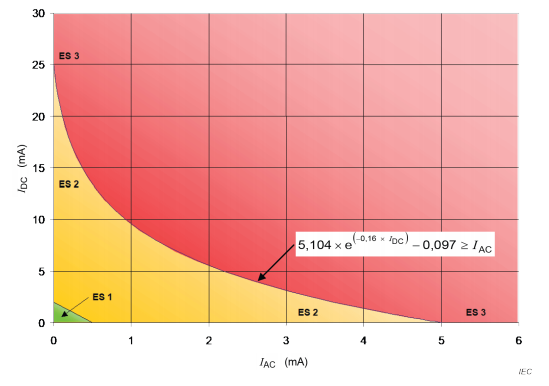 30
25
20
15
10
5
0
I_DC (mA)
ES 3
ES 2
ES 1
5,104 × e^(−0,16 × I_DC) − 0,097 ≥ I_AC
ES 2
ES 3
0 1 2 3 4 5 6
I_AC (mA)
IEC